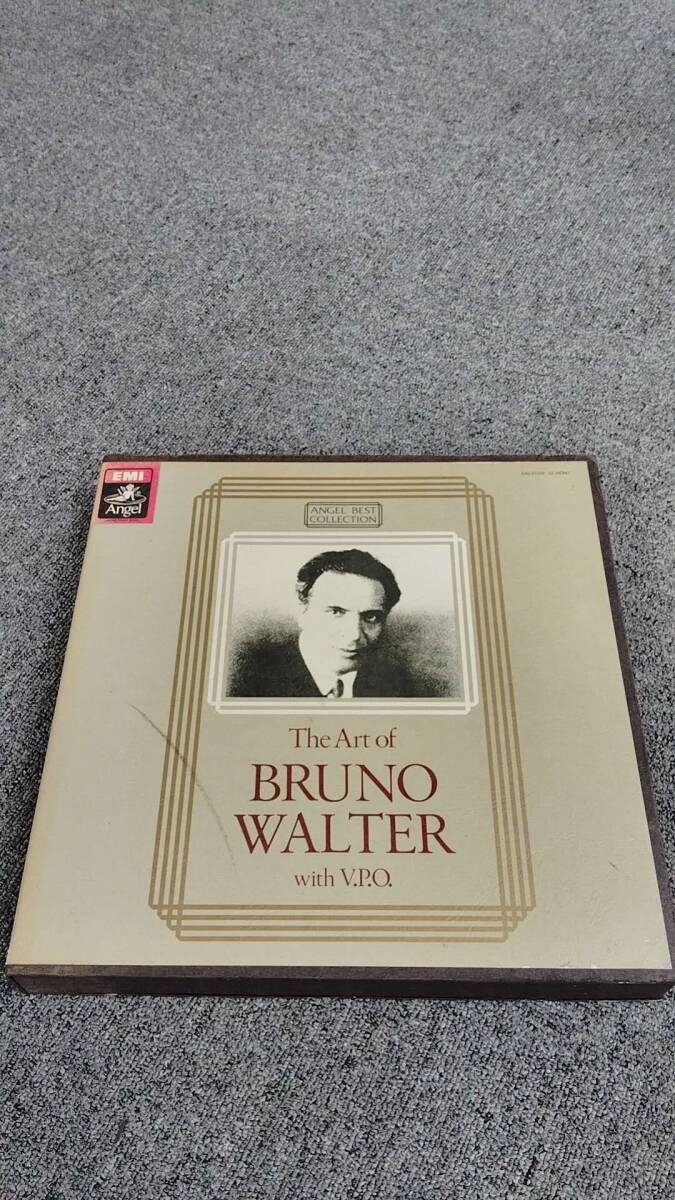 EMI
Angel
ANGEL BEST
COLLECTION
The Art of
BRUNO
WALTER
with V.P.O.